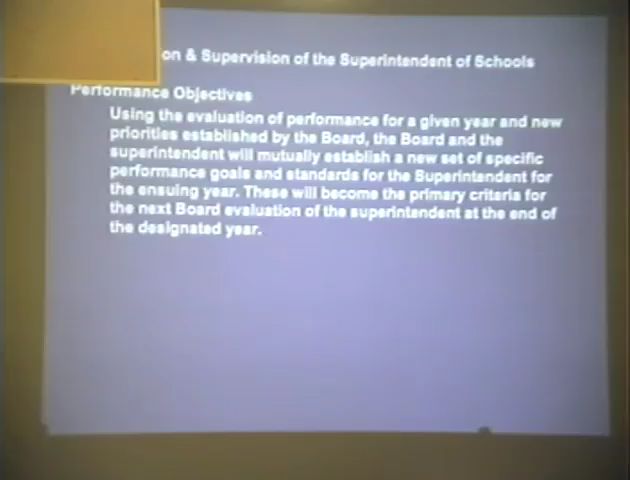 on & Supervision of the Superintendent of Schools
Performance Objectives
Using the evaluation of performance for a given year and new
priorities established by the Board, the Board and the
superintendent will mutually establish a new set of specific
performance goals and standards for the Superintendent for
the ensuing year. These will become the primary criteria for
the next Board evaluation of the superintendent at the end of
the designated year.